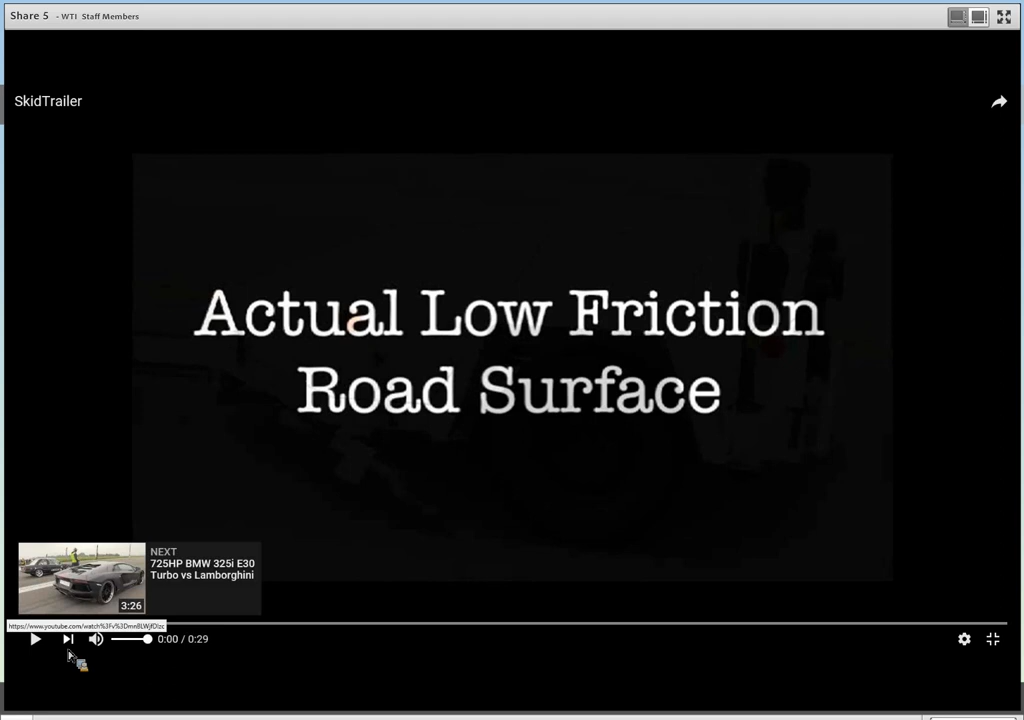 Share 5 - WTI Staff Members
SkidTrailer
Actual Low Friction
Road Surface
NEXT
725HP BMW 325i E30
Turbo vs Lamborghini
3:26
0:00 / 0:29